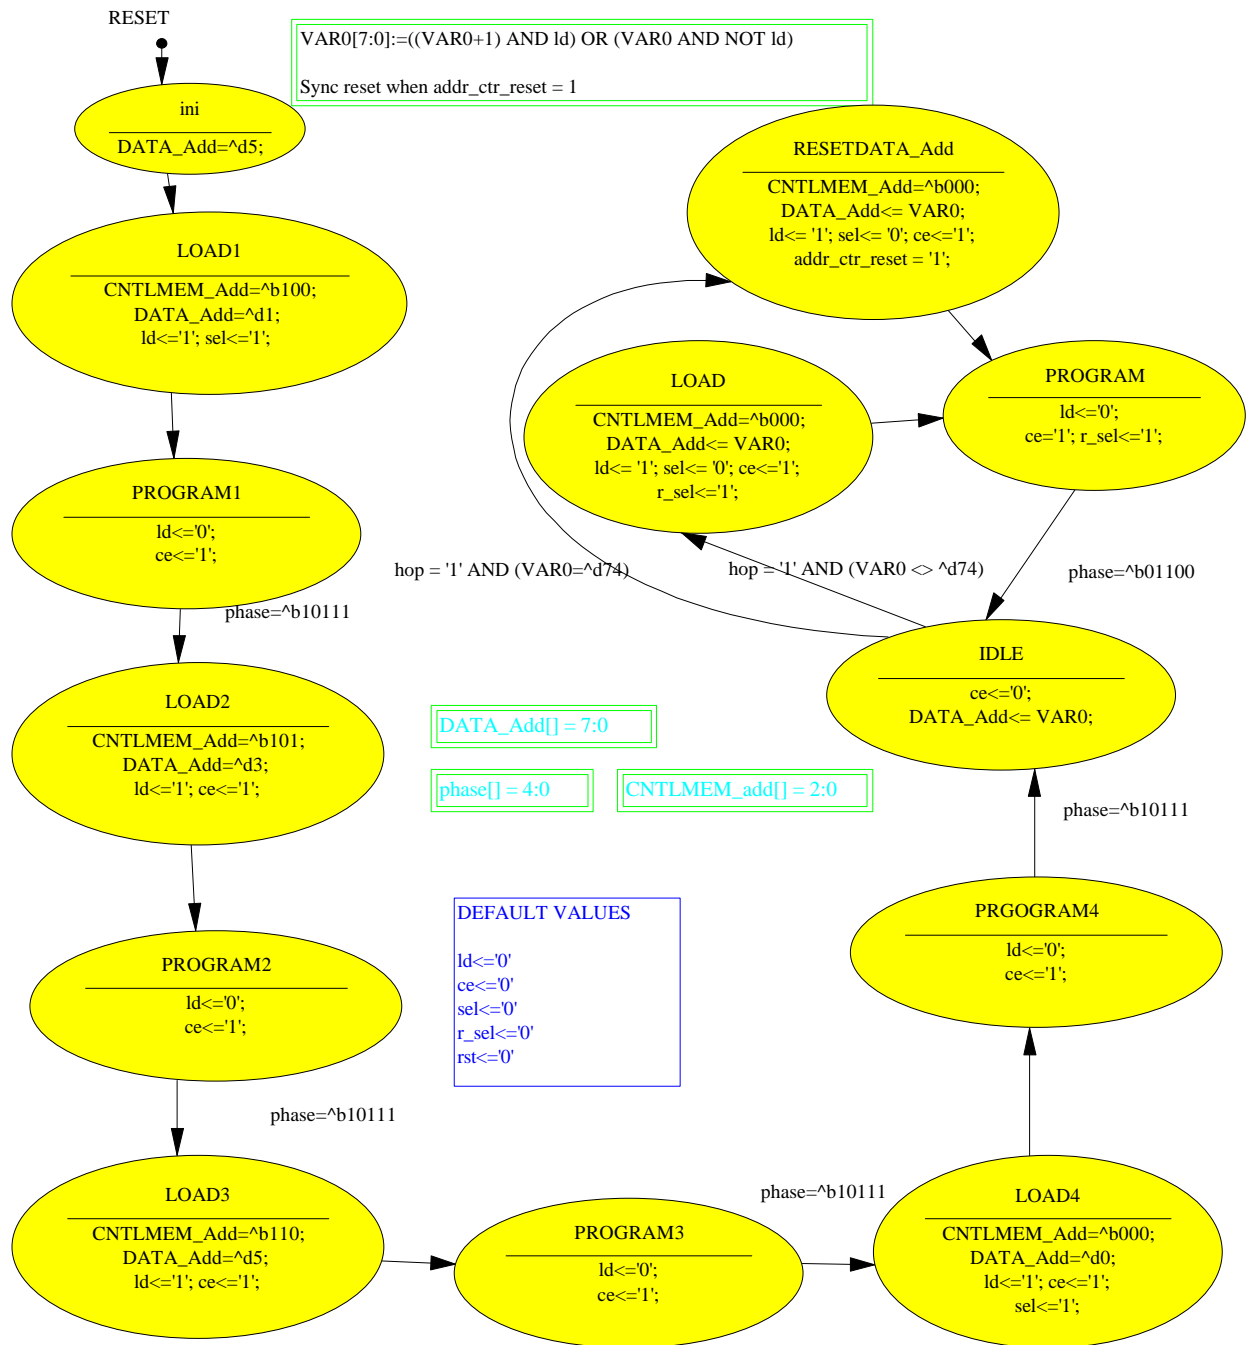 RESET
VAR0[7:0]:=((VAR0+1) AND ld) OR (VAR0 AND NOT ld)
Sync reset when addr_ctr_reset = 1
ini
DATA_Add=^d5;
LOAD1
CNTLMEM_Add=^b100;
DATA_Add=^d1;
ld<='1'; sel<='1';
PROGRAM1
ld<='0';
ce<='1';
phase=^b10111
LOAD2
CNTLMEM_Add=^b101;
DATA_Add=^d3;
ld<='1'; ce<='1';
PROGRAM2
ld<='0';
ce<='1';
phase=^b10111
LOAD3
CNTLMEM_Add=^b110;
DATA_Add=^d5;
ld<='1'; ce<='1';
PROGRAM3
ld<='0';
ce<='1';
phase=^b10111
LOAD4
CNTLMEM_Add=^b000;
DATA_Add=^d0;
ld<='1'; ce<='1';
sel<='1';
PRGOGRAM4
ld<='0';
ce<='1';
phase=^b10111
IDLE
ce<='0';
DATA_Add<= VAR0;
hop = '1' AND (VAR0=^d74)
hop = '1' AND (VAR0 <> ^d74)
phase=^b01100
RESETDATA_Add
CNTLMEM_Add=^b000;
DATA_Add<= VAR0;
ld<= '1'; sel<= '0'; ce<='1';
addr_ctr_reset = '1';
LOAD
CNTLMEM_Add=^b000;
DATA_Add<= VAR0;
ld<= '1'; sel<= '0'; ce<='1';
r_sel<='1';
PROGRAM
ld<='0';
ce='1'; r_sel<='1';
DATA_Add[] = 7:0
phase[] = 4:0
CNTLMEM_add[] = 2:0
DEFAULT VALUES
ld<='0'
ce<='0'
sel<='0'
r_sel<='0'
rst<='0'